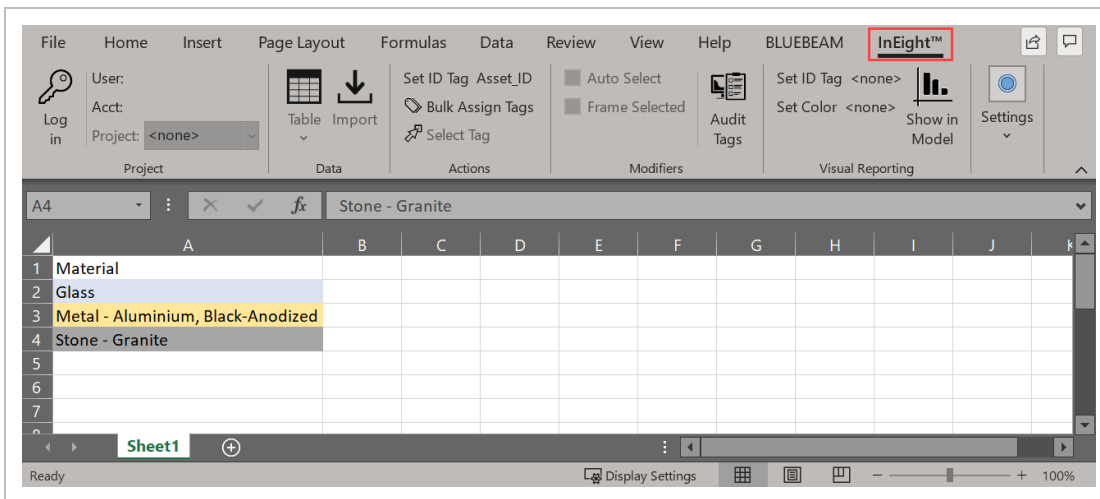 File Home Insert Page Layout Formulas Data Review View Help BLUEBEAM InEight™
Log in
User:
Acct:
Project: <none>
Project
Table Import
Data
Set ID Tag Asset_ID
Bulk Assign Tags
Select Tag
Actions
Auto Select
Frame Selected
Audit Tags
Modifiers
Set ID Tag <none>
Set Color <none>
Show in Model
Visual Reporting
Settings
A4 fx Stone - Granite
A B C D E F G H I J K
1 Material
2 Glass
3 Metal - Aluminium, Black-Anodized
4 Stone - Granite
5
6
7
Sheet1
Ready Display Settings 100%